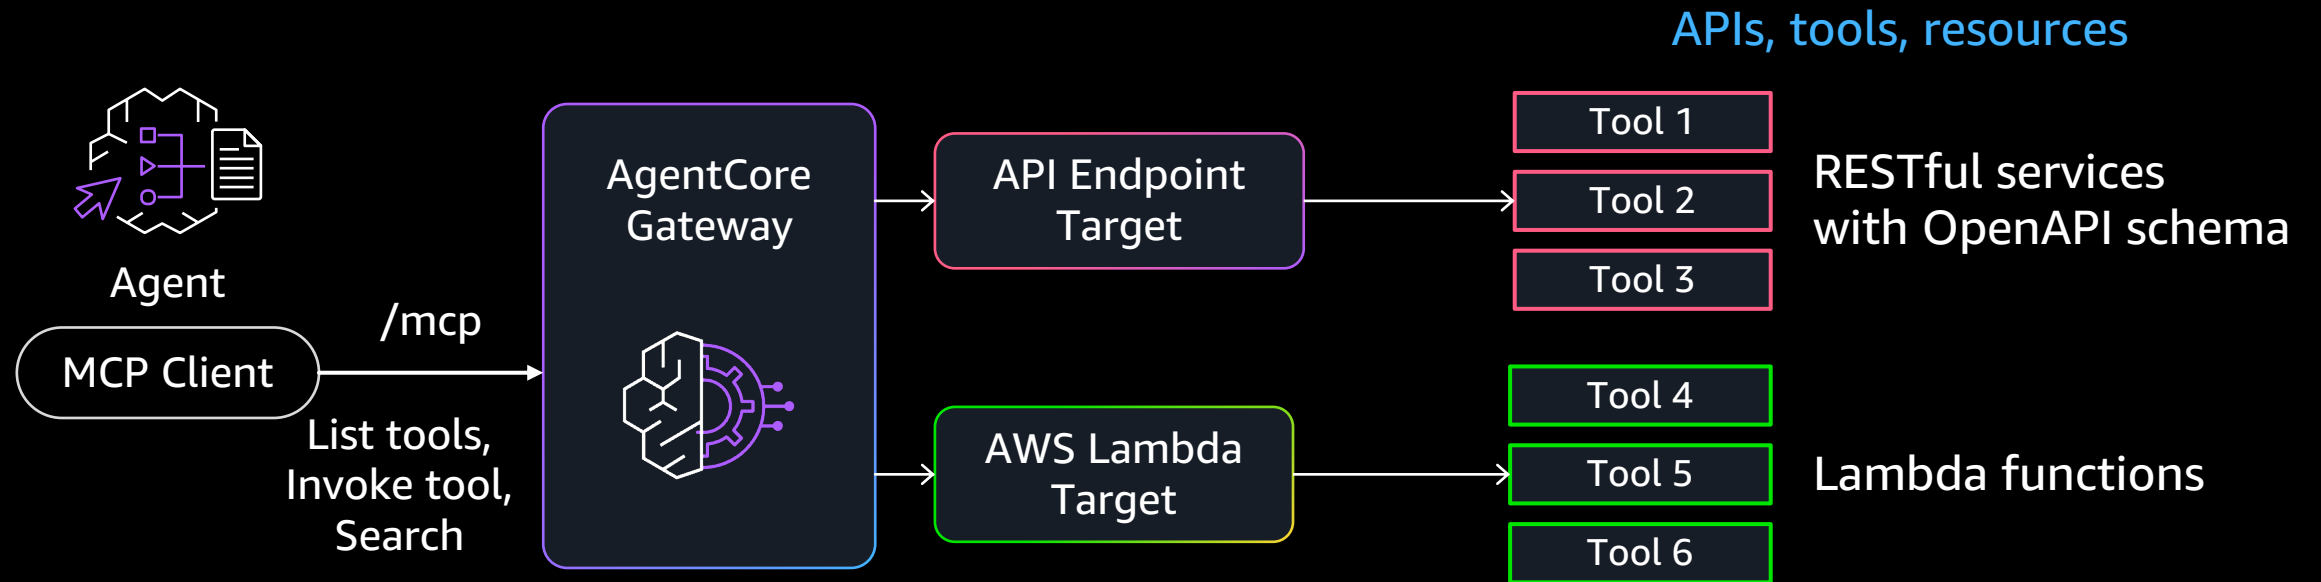 APIs, tools, resources
Agent
MCP Client
/mcp
List tools,
Invoke tool,
Search
AgentCore
Gateway
API Endpoint
Target
AWS Lambda
Target
Tool 1
Tool 2
Tool 3
RESTful services
with OpenAPI schema
Tool 4
Tool 5
Tool 6
Lambda functions